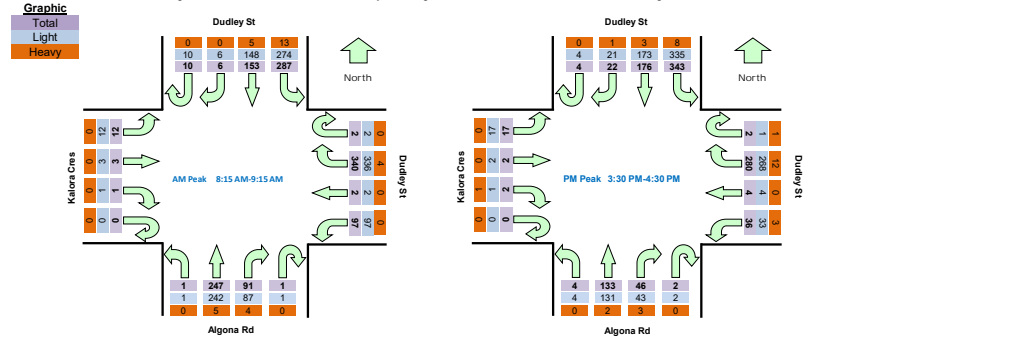 Graphic
Total
Light
Heavy
Dudley St
0 0 5 13
10 6 148 274
10 6 153 287
North
Kalora Cres
0 12 12
0 3 3
0 1 1
0 0 0
AM Peak 8:15 AM-9:15 AM
2 2 0
340 336 4
2 2 0
97 97 0
Dudley St
1 247 91 1
1 242 87 1
0 5 4 0
Algona Rd
Dudley St
0 1 3 8
4 21 173 335
4 22 176 343
North
Kalora Cres
0 17 17
0 2 2
1 1 2
0 0 0
PM Peak 3:30 PM-4:30 PM
2 1 1
280 268 12
4 4 0
36 33 3
Dudley St
4 133 46 2
4 131 43 2
0 2 3 0
Algona Rd